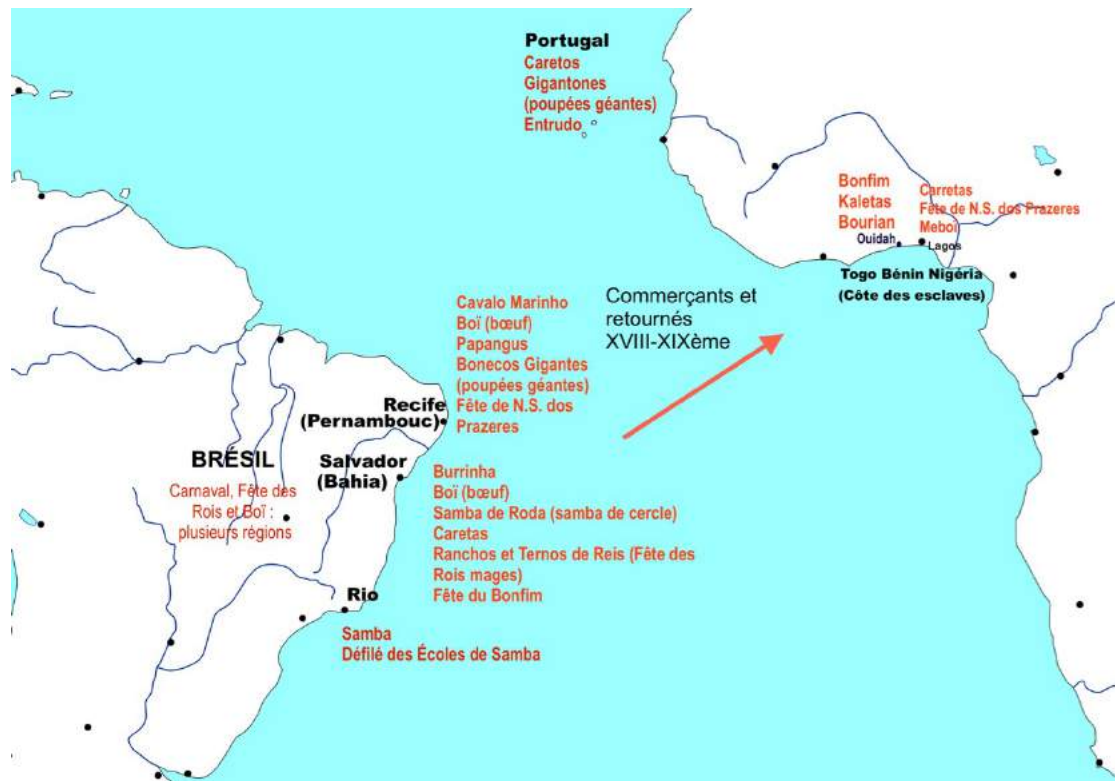 Portugal
Caretos
Gigantones
(poupées géantes)
Entrudo
Bonfim
Kaletas
Bourian
Ouidah
Carretas
Fête de N.S. dos Prazeres
Meboï
Lagos
Togo Bénin Nigéria
(Côte des esclaves)
Commerçants et
retournés
XVIII-XIXème
Cavalo Marinho
Boï (bœuf)
Papangus
Bonecos Gigantes
(poupées géantes)
Fête de N.S. dos
Prazeres
Recife
(Pernambouc)
BRÉSIL
Carnaval, Fête des
Rois et Boï :
plusieurs régions
Salvador
(Bahia)
Burrinha
Boï (bœuf)
Samba de Roda (samba de cercle)
Caretas
Ranchos et Ternos de Reis (Fête des
Rois mages)
Fête du Bonfim
Rio
Samba
Défilé des Écoles de Samba